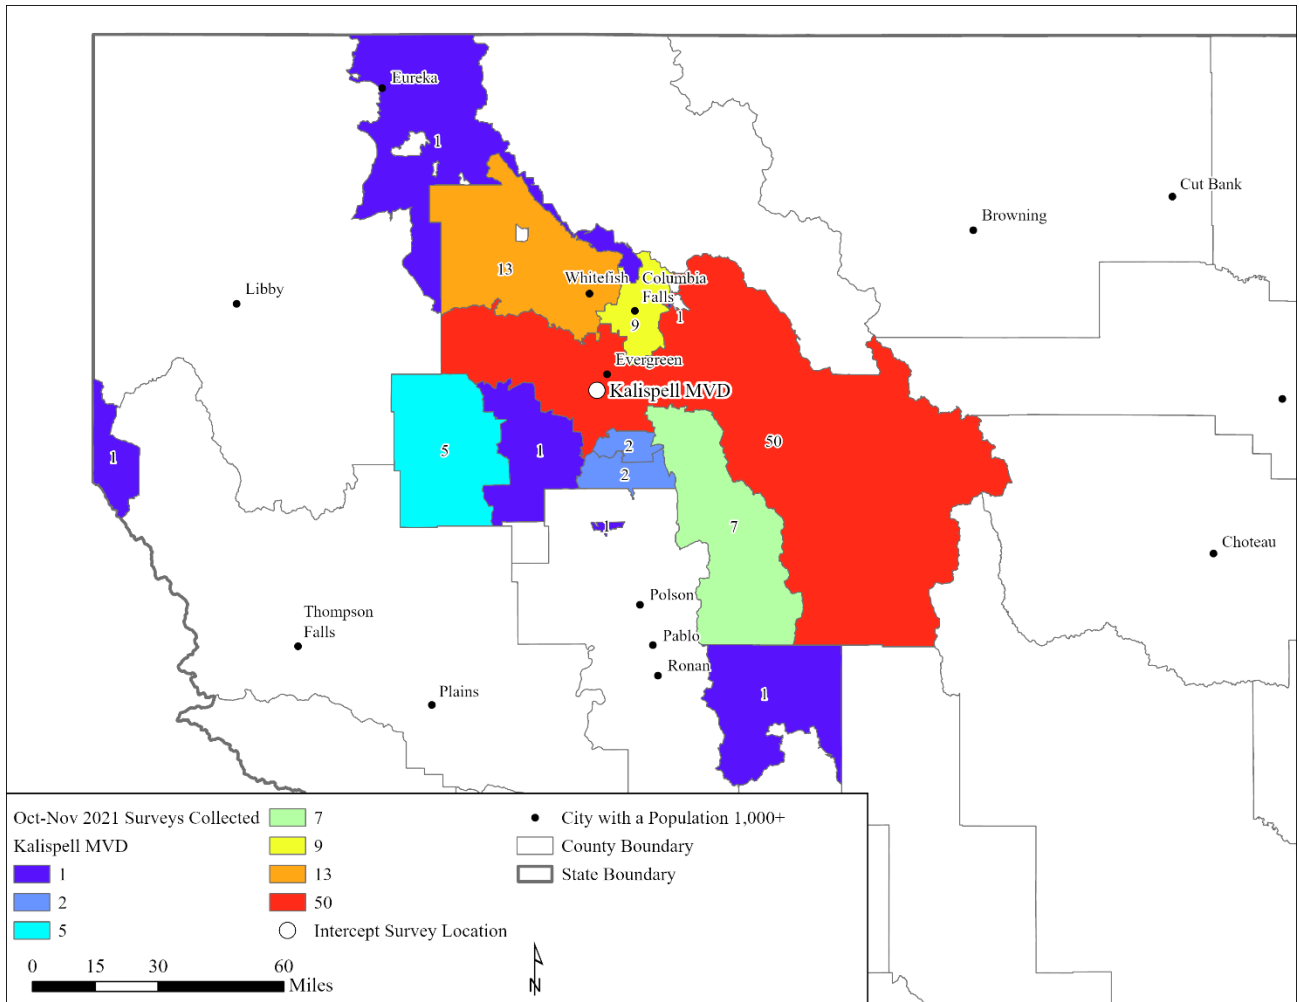 Eureka
1
Cut Bank
Browning
13
Whitefish
Columbia
Falls
Libby
9
1
Evergreen
Kalispell MVD
50
5
1
2
2
1
1
7
Choteau
Polson
Thompson
Falls
Pablo
Ronan
Plains
1
Oct-Nov 2021 Surveys Collected
Kalispell MVD
1
2
5
7
9
13
50
Intercept Survey Location
City with a Population 1,000+
County Boundary
State Boundary
0 15 30 60
Miles
N